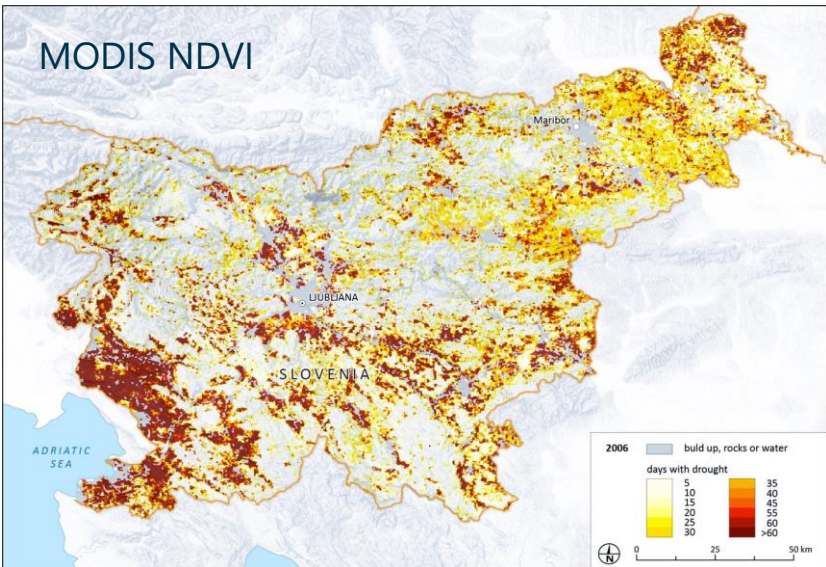 MODIS NDVI
Maribor
LJUBLJANA
SLOVENIA
ADRIATIC
SEA
2006 buld up, rocks or water
days with drought
5 35
10 40
15 45
20 55
25 60
30 >60
N
0 25 50 km